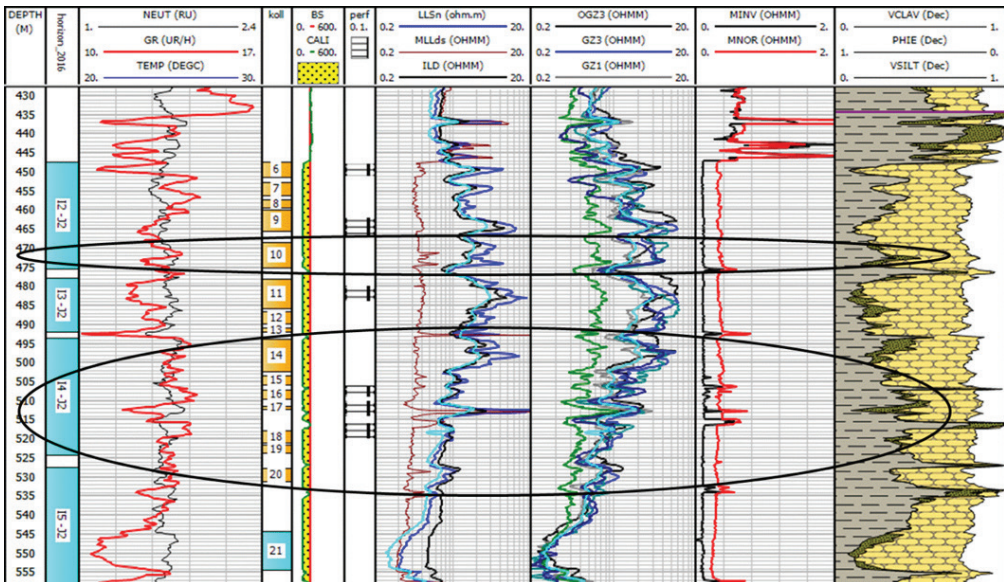 DEPTH (M)
horizon_2016
NEUT (RU)
1. 2.4
GR (UR/H)
10. 17.
TEMP (DEGC)
20. 30.
koll
BS
0. 600.
CALI
0. 600.
perf
0.1.
LLSn (ohm.m)
0.2 20.
MLLds (OHMM)
0.2 20.
ILD (OHMM)
0.2 20.
OGZ3 (OHMM)
0.2 20.
GZ3 (OHMM)
0.2 20.
GZ1 (OHMM)
0.2 20.
MINV (OHMM)
0. 2.
MNOR (OHMM)
0. 2.
VCLAV (Dec)
0. 1.
PHIE (Dec)
1. 0.
VSILT (Dec)
0. 1.
430
435
440
445
450
455
460
465
470
475
480
485
490
495
500
505
510
515
520
525
530
535
540
545
550
555
I2 -J2
I3 -J2
I4 -J2
I5 -J2
6
7
8
9
10
11
12
13
14
15
16
17
18
19
20
21